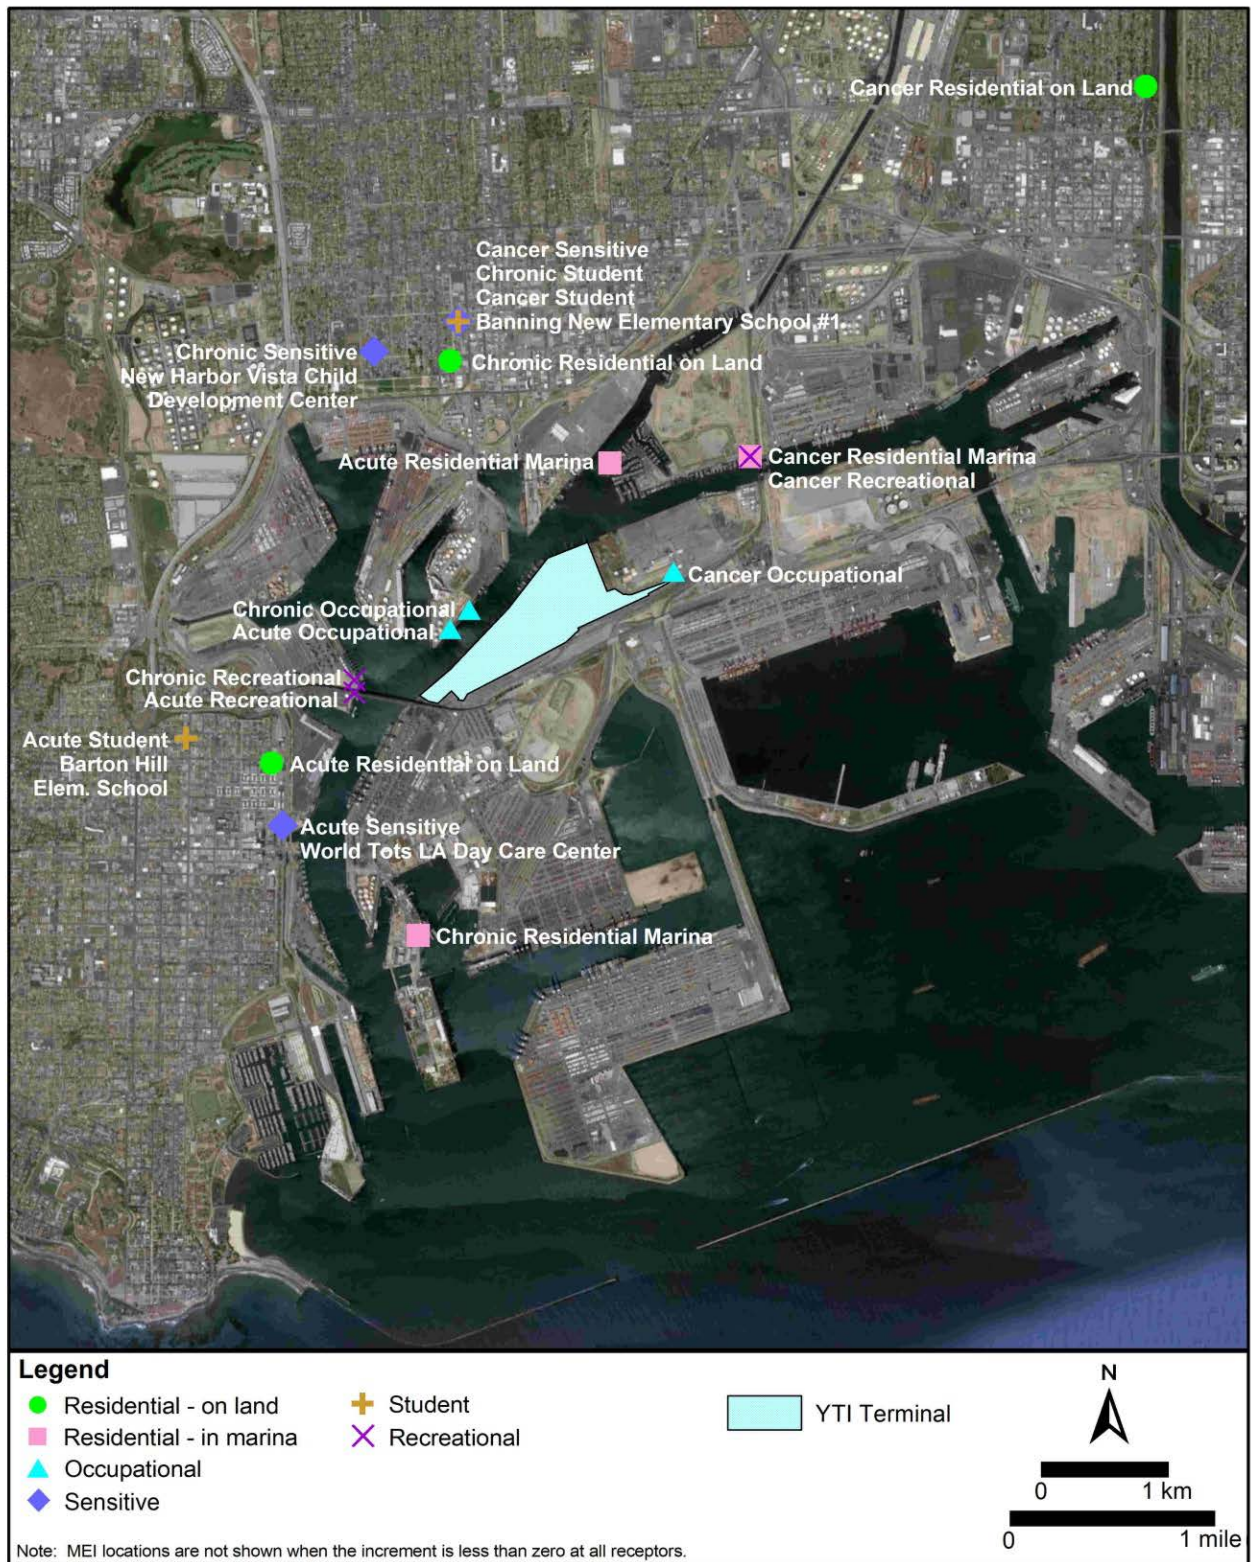 Cancer Residential on Land
Cancer Sensitive
Chronic Student
Cancer Student
Banning New Elementary School #1
Chronic Sensitive
New Harbor Vista Child
Development Center
Chronic Residential on Land
Acute Residential Marina
Cancer Residential Marina
Cancer Recreational
Cancer Occupational
Chronic Occupational
Acute Occupational
Chronic Recreational
Acute Recreational
Acute Student
Barton Hill
Elem. School
Acute Residential on Land
Acute Sensitive
World Tots LA Day Care Center
Chronic Residential Marina
Legend
Residential - on land
Residential - in marina
Occupational
Sensitive
Student
Recreational
YTI Terminal
N
0 1 km
0 1 mile
Note: MEI locations are not shown when the increment is less than zero at all receptors.